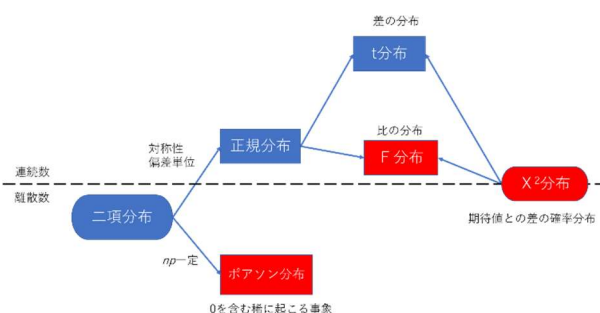 差の分布
t分布
比の分布
対称性
偏差単位
正規分布
F分布
連続数
離散数
X²分布
二項分布
期待値との差の確率分布
np一定
ポアソン分布
0を含む稀に起こる事象